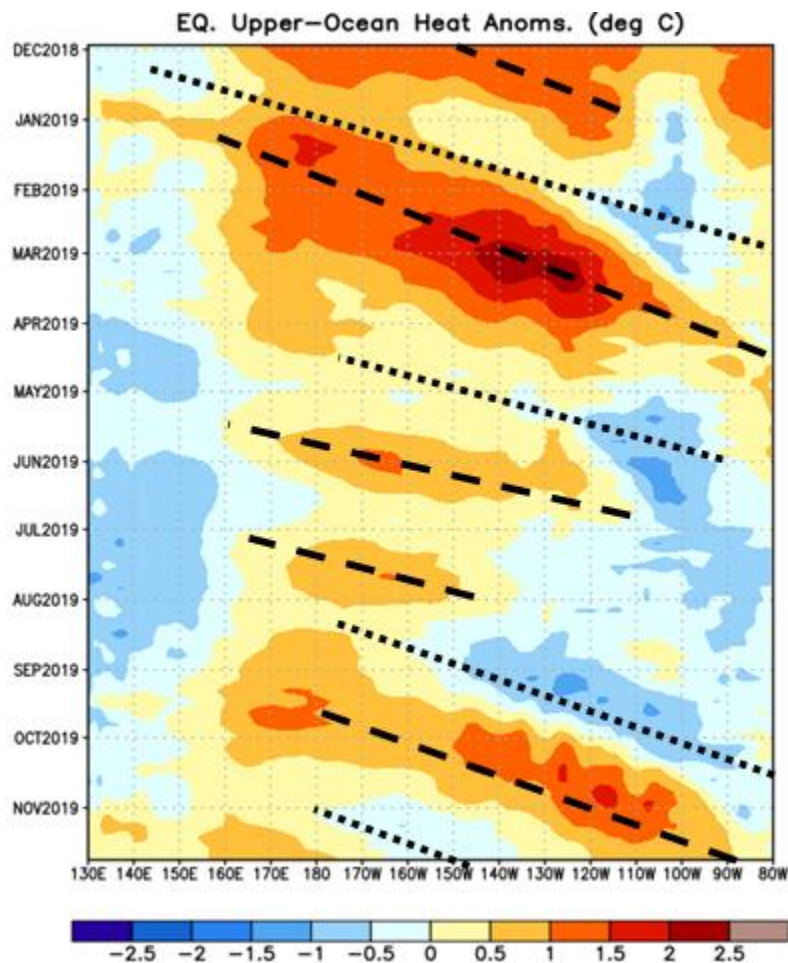 EQ. Upper-Ocean Heat Anoms. (deg C)
DEC2018
JAN2019
FEB2019
MAR2019
APR2019
MAY2019
JUN2019
JUL2019
AUG2019
SEP2019
OCT2019
NOV2019
130E 140E 150E 160E 170E 180 170W 160W 150W 140W 130W 120W 110W 100W 90W 80W
-2.5 -2 -1.5 -1 -0.5 0 0.5 1 1.5 2 2.5